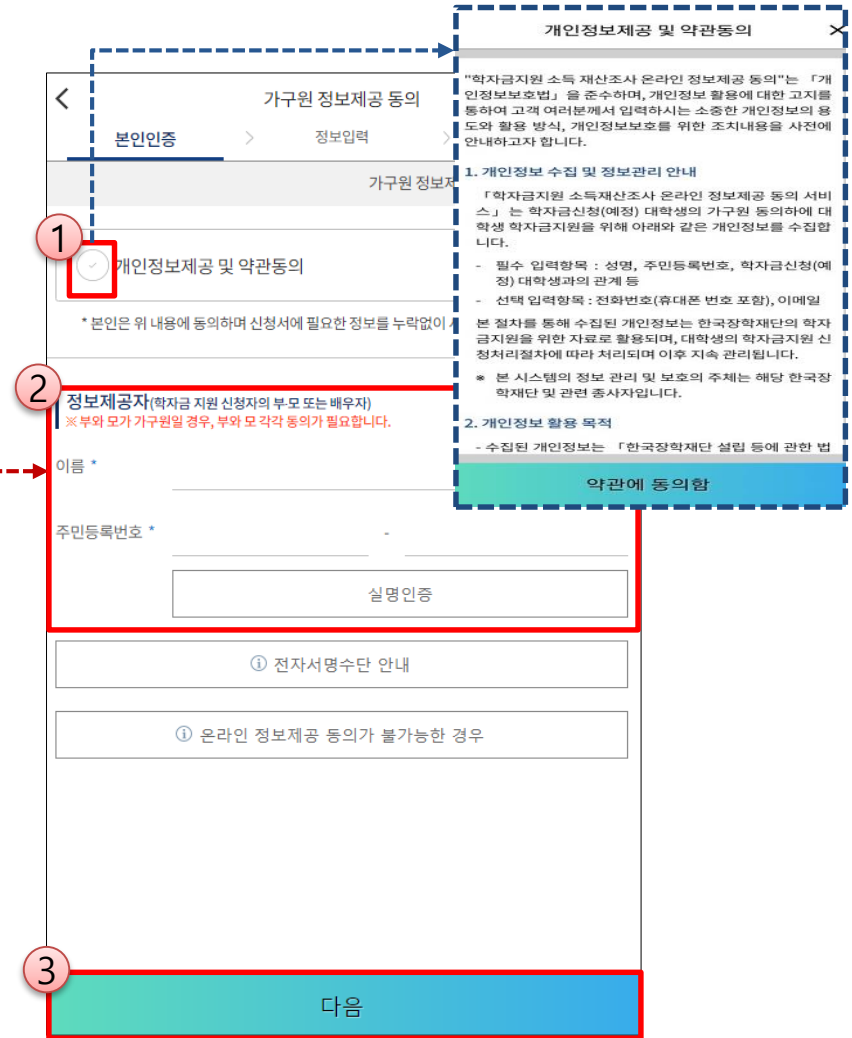 가구원 정보제공 동의
본인인증
정보입력
가구원 정보제
1
개인정보제공 및 약관동의
* 본인은 위 내용에 동의하며 신청서에 필요한 정보를 누락없이
2
정보제공자(학자금 지원 신청자의 부·모 또는 배우자)
※ 부와 모가 가구원일 경우, 부와 모 각각 동의가 필요합니다.
이름 *
주민등록번호 * -
실명인증
ⓘ 전자서명수단 안내
ⓘ 온라인 정보제공 동의가 불가능한 경우
3
다음
개인정보제공 및 약관동의 ×
"학자금지원 소득 재산조사 온라인 정보제공 동의"는 「개
인정보보호법」을 준수하며, 개인정보 활용에 대한 고지를
통하여 고객 여러분께서 입력하시는 소중한 개인정보의 용
도와 활용 방식, 개인정보보호를 위한 조치내용을 사전에
안내하고자 합니다.
1. 개인정보 수집 및 정보관리 안내
「학자금지원 소득재산조사 온라인 정보제공 동의 서비
스」는 학자금신청(예정) 대학생의 가구원 동의하에 대
학생 학자금지원을 위해 아래와 같은 개인정보를 수집합
니다.
- 필수 입력항목 : 성명, 주민등록번호, 학자금신청(예
정) 대학생과의 관계 등
- 선택 입력항목 : 전화번호(휴대폰 번호 포함), 이메일
본 절차를 통해 수집된 개인정보는 한국장학재단의 학자
금지원을 위한 자료로 활용되며, 대학생의 학자금지원 신
청처리절차에 따라 처리되며 이후 지속 관리됩니다.
※ 본 시스템의 정보 관리 및 보호의 주체는 해당 한국장
학재단 및 관련 종사자입니다.
2. 개인정보 활용 목적
- 수집된 개인정보는 「한국장학재단 설립 등에 관한 법
약관에 동의함